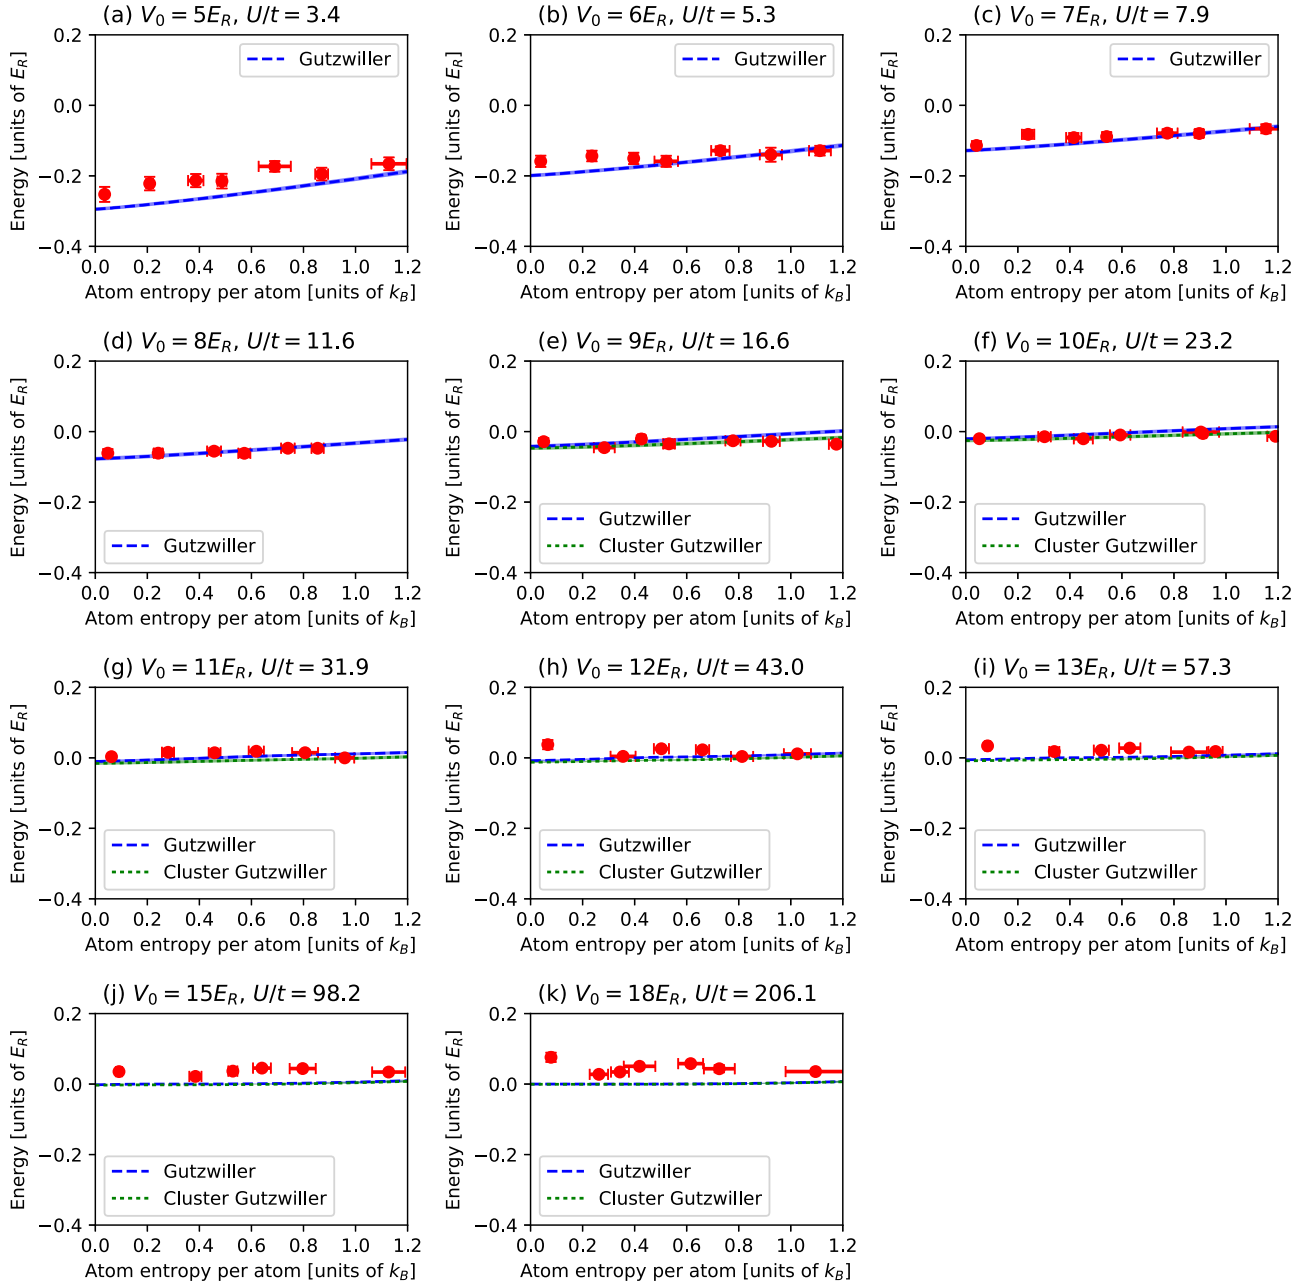 (a) V₀ = 5E_R, U/t = 3.4
Energy [units of E_R]
0.2
0.0
−0.2
−0.4
Gutzwiller
0.0 0.2 0.4 0.6 0.8 1.0 1.2
Atom entropy per atom [units of k_B]
(b) V₀ = 6E_R, U/t = 5.3
Energy [units of E_R]
0.2
0.0
−0.2
−0.4
Gutzwiller
0.0 0.2 0.4 0.6 0.8 1.0 1.2
Atom entropy per atom [units of k_B]
(c) V₀ = 7E_R, U/t = 7.9
Energy [units of E_R]
0.2
0.0
−0.2
−0.4
Gutzwiller
0.0 0.2 0.4 0.6 0.8 1.0 1.2
Atom entropy per atom [units of k_B]
(d) V₀ = 8E_R, U/t = 11.6
Energy [units of E_R]
0.2
0.0
−0.2
−0.4
Gutzwiller
0.0 0.2 0.4 0.6 0.8 1.0 1.2
Atom entropy per atom [units of k_B]
(e) V₀ = 9E_R, U/t = 16.6
Energy [units of E_R]
0.2
0.0
−0.2
−0.4
Gutzwiller
Cluster Gutzwiller
0.0 0.2 0.4 0.6 0.8 1.0 1.2
Atom entropy per atom [units of k_B]
(f) V₀ = 10E_R, U/t = 23.2
Energy [units of E_R]
0.2
0.0
−0.2
−0.4
Gutzwiller
Cluster Gutzwiller
0.0 0.2 0.4 0.6 0.8 1.0 1.2
Atom entropy per atom [units of k_B]
(g) V₀ = 11E_R, U/t = 31.9
Energy [units of E_R]
0.2
0.0
−0.2
−0.4
Gutzwiller
Cluster Gutzwiller
0.0 0.2 0.4 0.6 0.8 1.0 1.2
Atom entropy per atom [units of k_B]
(h) V₀ = 12E_R, U/t = 43.0
Energy [units of E_R]
0.2
0.0
−0.2
−0.4
Gutzwiller
Cluster Gutzwiller
0.0 0.2 0.4 0.6 0.8 1.0 1.2
Atom entropy per atom [units of k_B]
(i) V₀ = 13E_R, U/t = 57.3
Energy [units of E_R]
0.2
0.0
−0.2
−0.4
Gutzwiller
Cluster Gutzwiller
0.0 0.2 0.4 0.6 0.8 1.0 1.2
Atom entropy per atom [units of k_B]
(j) V₀ = 15E_R, U/t = 98.2
Energy [units of E_R]
0.2
0.0
−0.2
−0.4
Gutzwiller
Cluster Gutzwiller
0.0 0.2 0.4 0.6 0.8 1.0 1.2
Atom entropy per atom [units of k_B]
(k) V₀ = 18E_R, U/t = 206.1
Energy [units of E_R]
0.2
0.0
−0.2
−0.4
Gutzwiller
Cluster Gutzwiller
0.0 0.2 0.4 0.6 0.8 1.0 1.2
Atom entropy per atom [units of k_B]